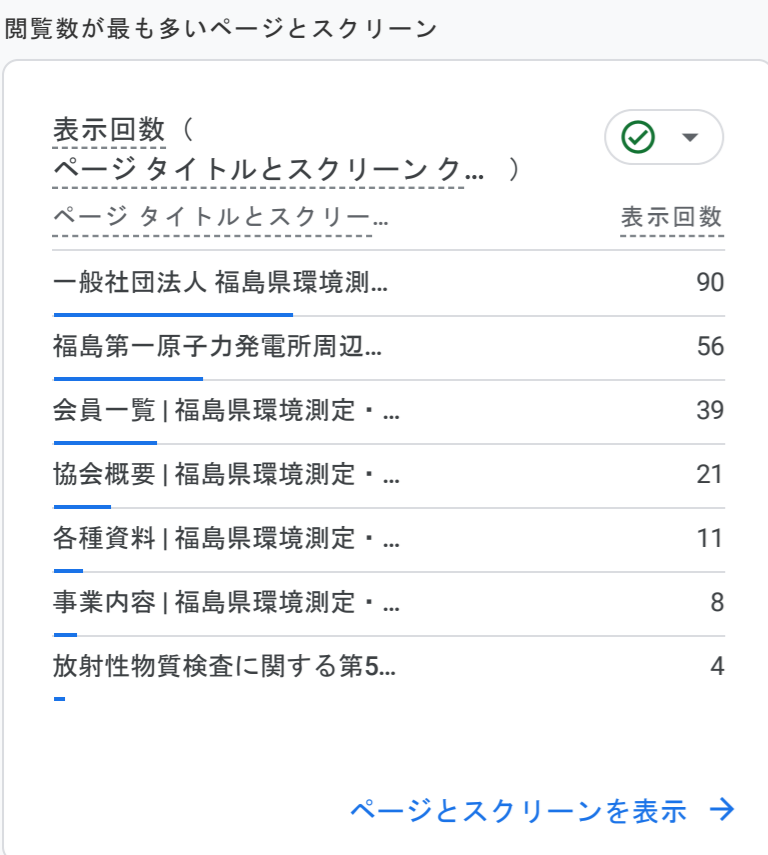 閲覧数が最も多いページとスクリーン
表示回数（
ページ タイトルとスクリーン ク... ）
ページ タイトルとスクリー... 表示回数
一般社団法人 福島県環境測... 90
福島第一原子力発電所周辺... 56
会員一覧 | 福島県環境測定・... 39
協会概要 | 福島県環境測定・... 21
各種資料 | 福島県環境測定・... 11
事業内容 | 福島県環境測定・... 8
放射性物質検査に関する第5... 4
ページとスクリーンを表示 →